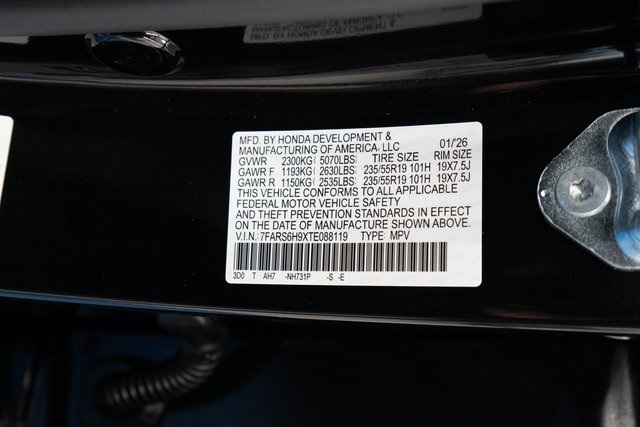 MFD. BY HONDA DEVELOPMENT &
MANUFACTURING OF AMERICA, LLC 01/'26
GVWR 2300KG( 5070LBS) TIRE SIZE RIM SIZE
GAWR F 1193KG( 2630LBS) 235/55R19 101H 19X7.5J
GAWR R 1150KG( 2535LBS) 235/55R19 101H 19X7.5J
THIS VEHICLE CONFORMS TO ALL APPLICABLE
FEDERAL MOTOR VEHICLE SAFETY
AND THEFT PREVENTION STANDARDS IN EFFECT
ON THE DATE OF MANUFACTURE SHOWN ABOVE.
V.I.N.: 7FARS6H9XTE088119 TYPE: MPV
3D0 T AH7 -NH731P -S -E